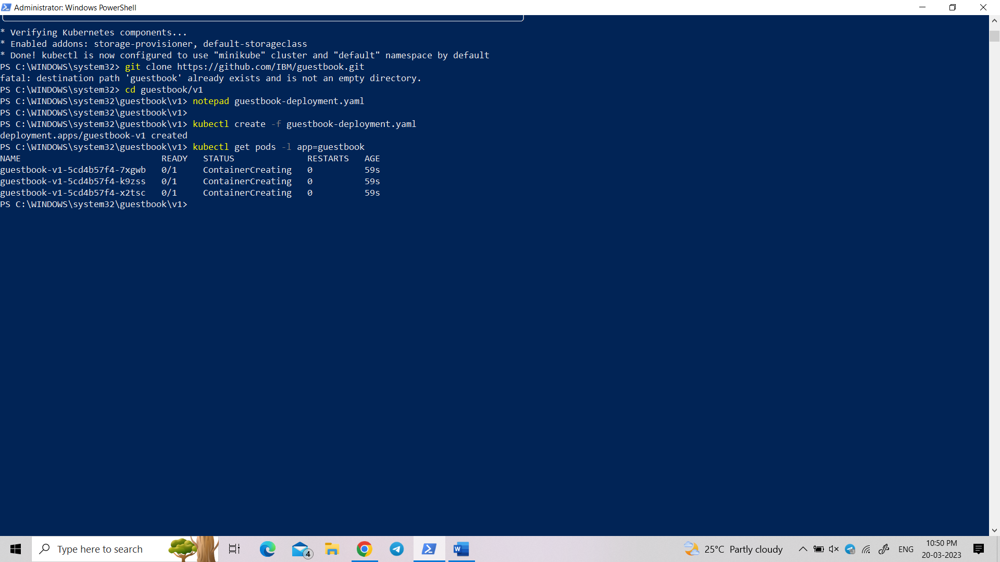 Administrator: Windows PowerShell
* Verifying Kubernetes components...
* Enabled addons: storage-provisioner, default-storageclass
* Done! kubectl is now configured to use "minikube" cluster and "default" namespace by default
PS C:\WINDOWS\system32> git clone https://github.com/IBM/guestbook.git
fatal: destination path 'guestbook' already exists and is not an empty directory.
PS C:\WINDOWS\system32> cd guestbook/v1
PS C:\WINDOWS\system32\guestbook\v1> notepad guestbook-deployment.yaml
PS C:\WINDOWS\system32\guestbook\v1>
PS C:\WINDOWS\system32\guestbook\v1> kubectl create -f guestbook-deployment.yaml
deployment.apps/guestbook-v1 created
PS C:\WINDOWS\system32\guestbook\v1> kubectl get pods -l app=guestbook
NAME READY STATUS RESTARTS AGE
guestbook-v1-5cd4b57f4-7xgwb 0/1 ContainerCreating 0 59s
guestbook-v1-5cd4b57f4-k9zss 0/1 ContainerCreating 0 59s
guestbook-v1-5cd4b57f4-x2tsc 0/1 ContainerCreating 0 59s
PS C:\WINDOWS\system32\guestbook\v1>
Type here to search
4
W
25°C Partly cloudy
ENG
10:50 PM
20-03-2023